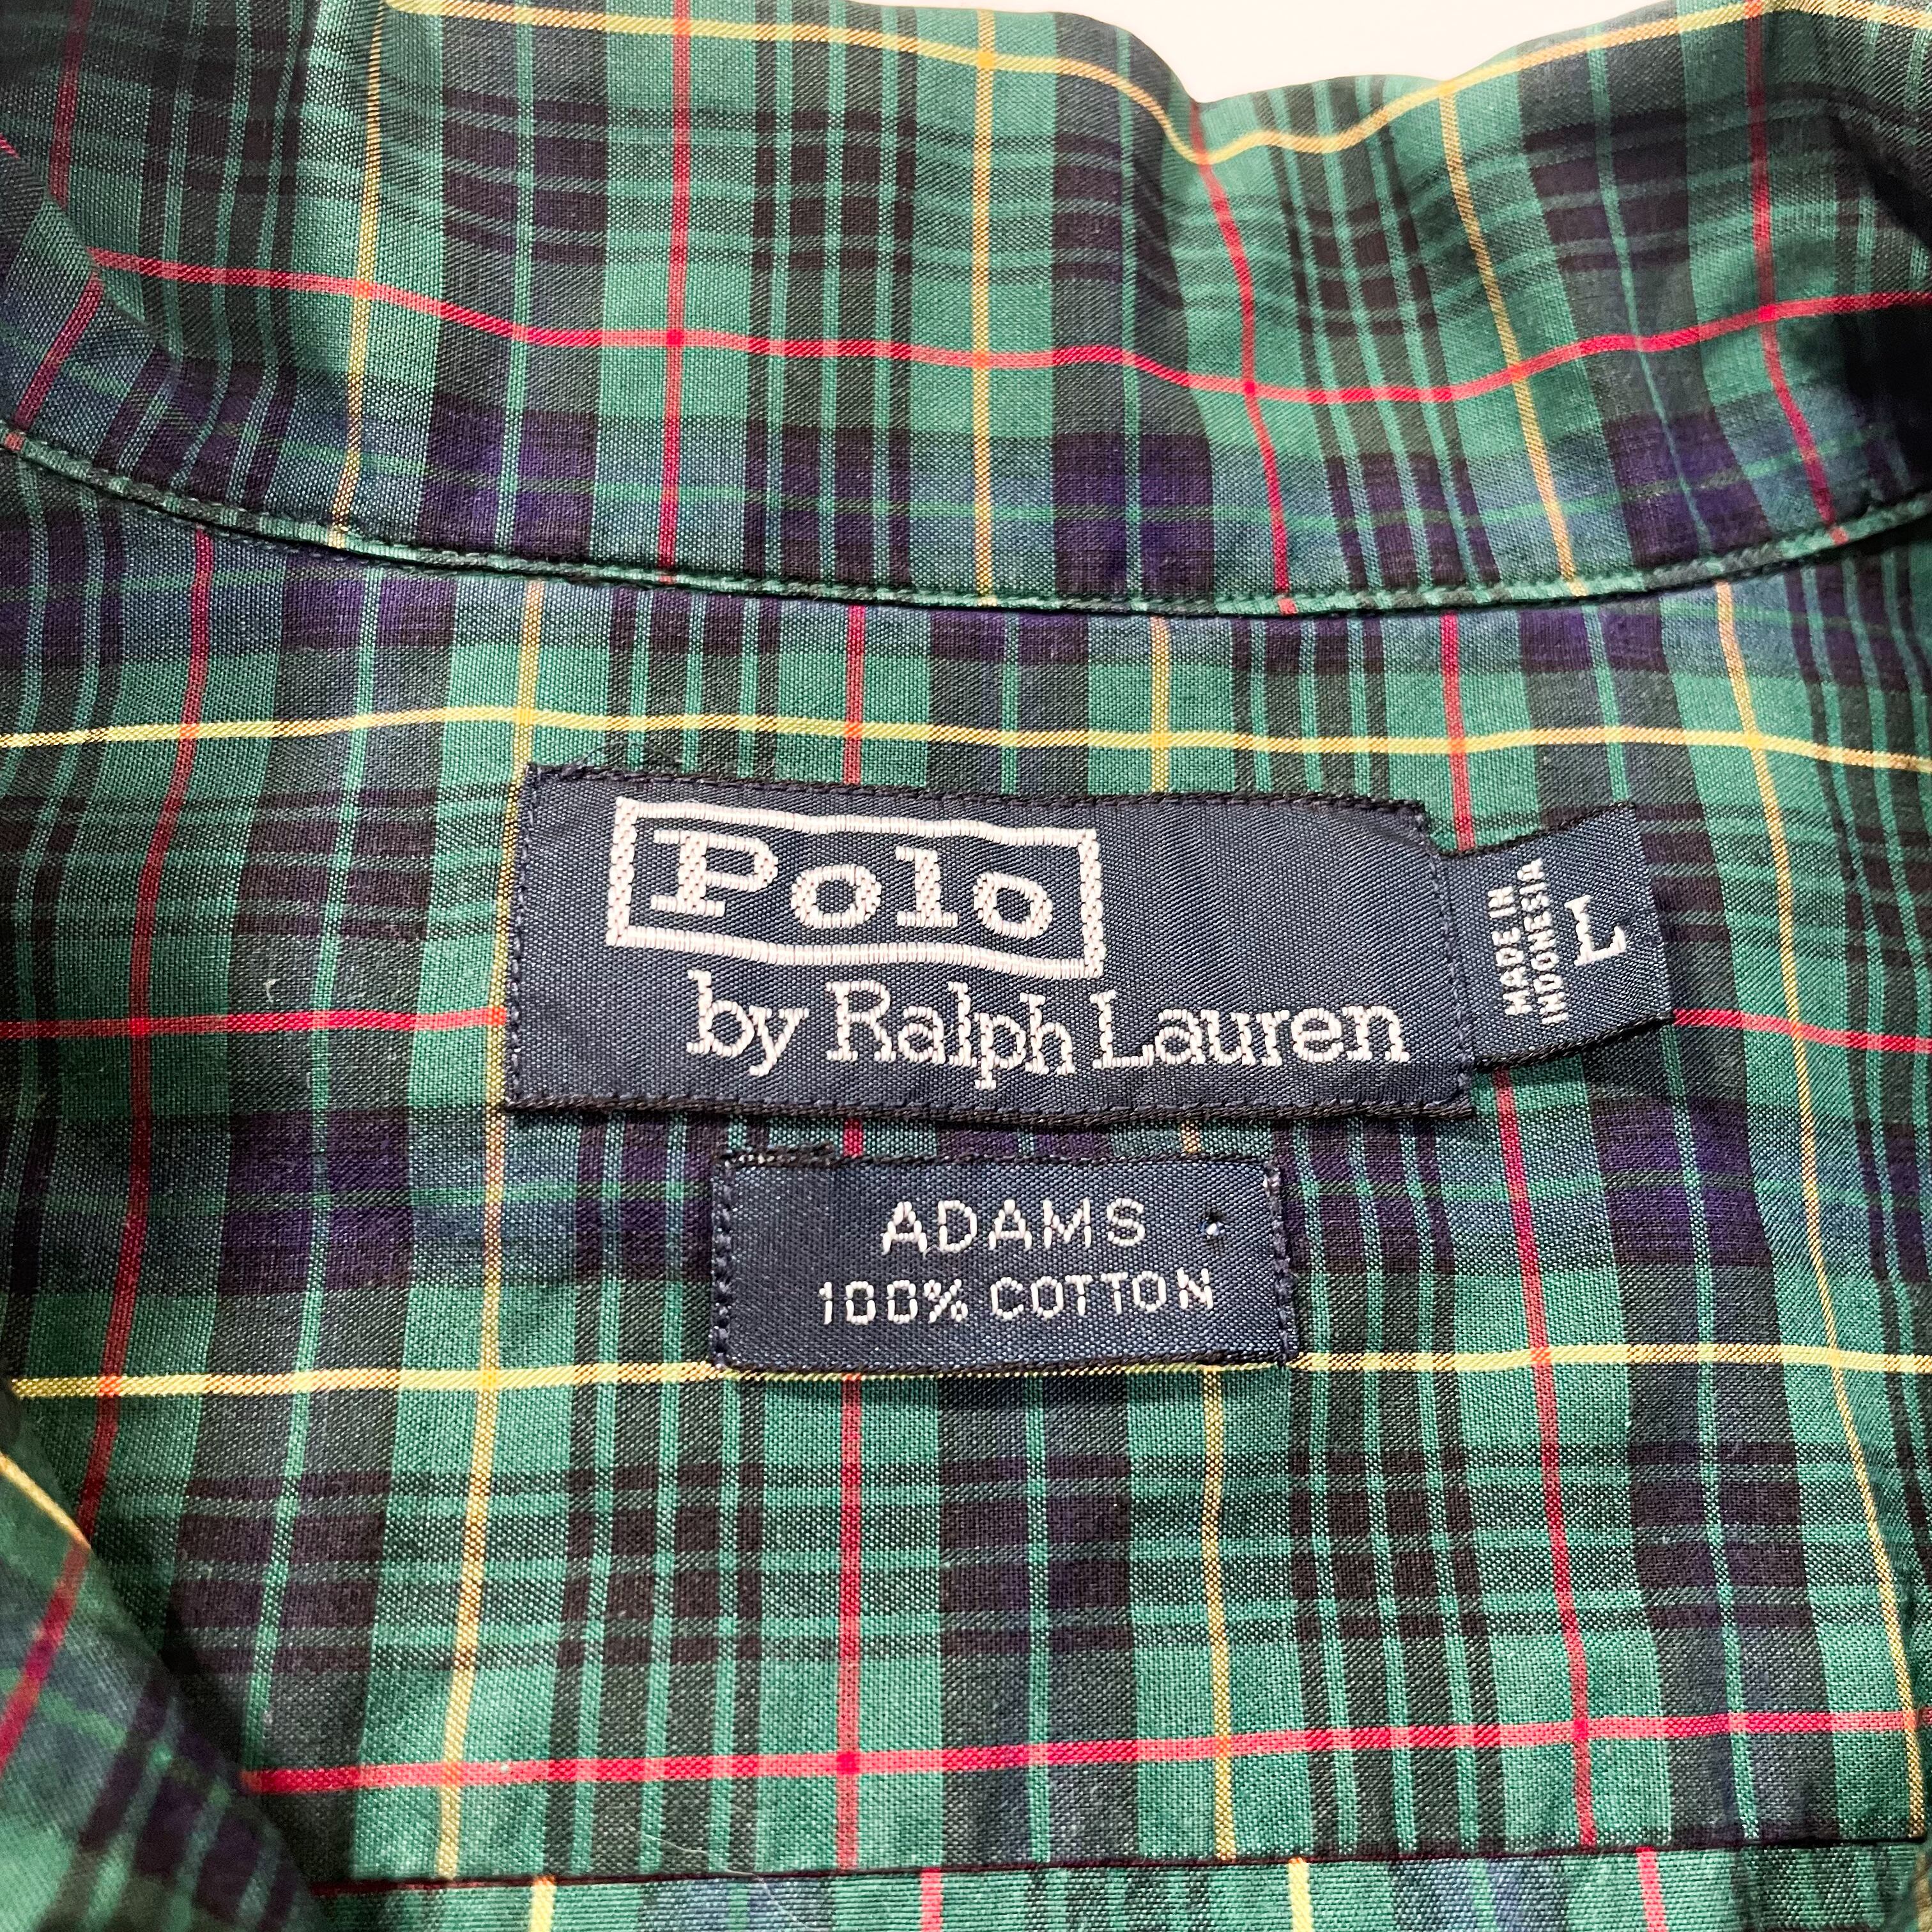 Polo
by Ralph Lauren
MADE IN
INDONESIA
L
ADAMS
100% COTTON